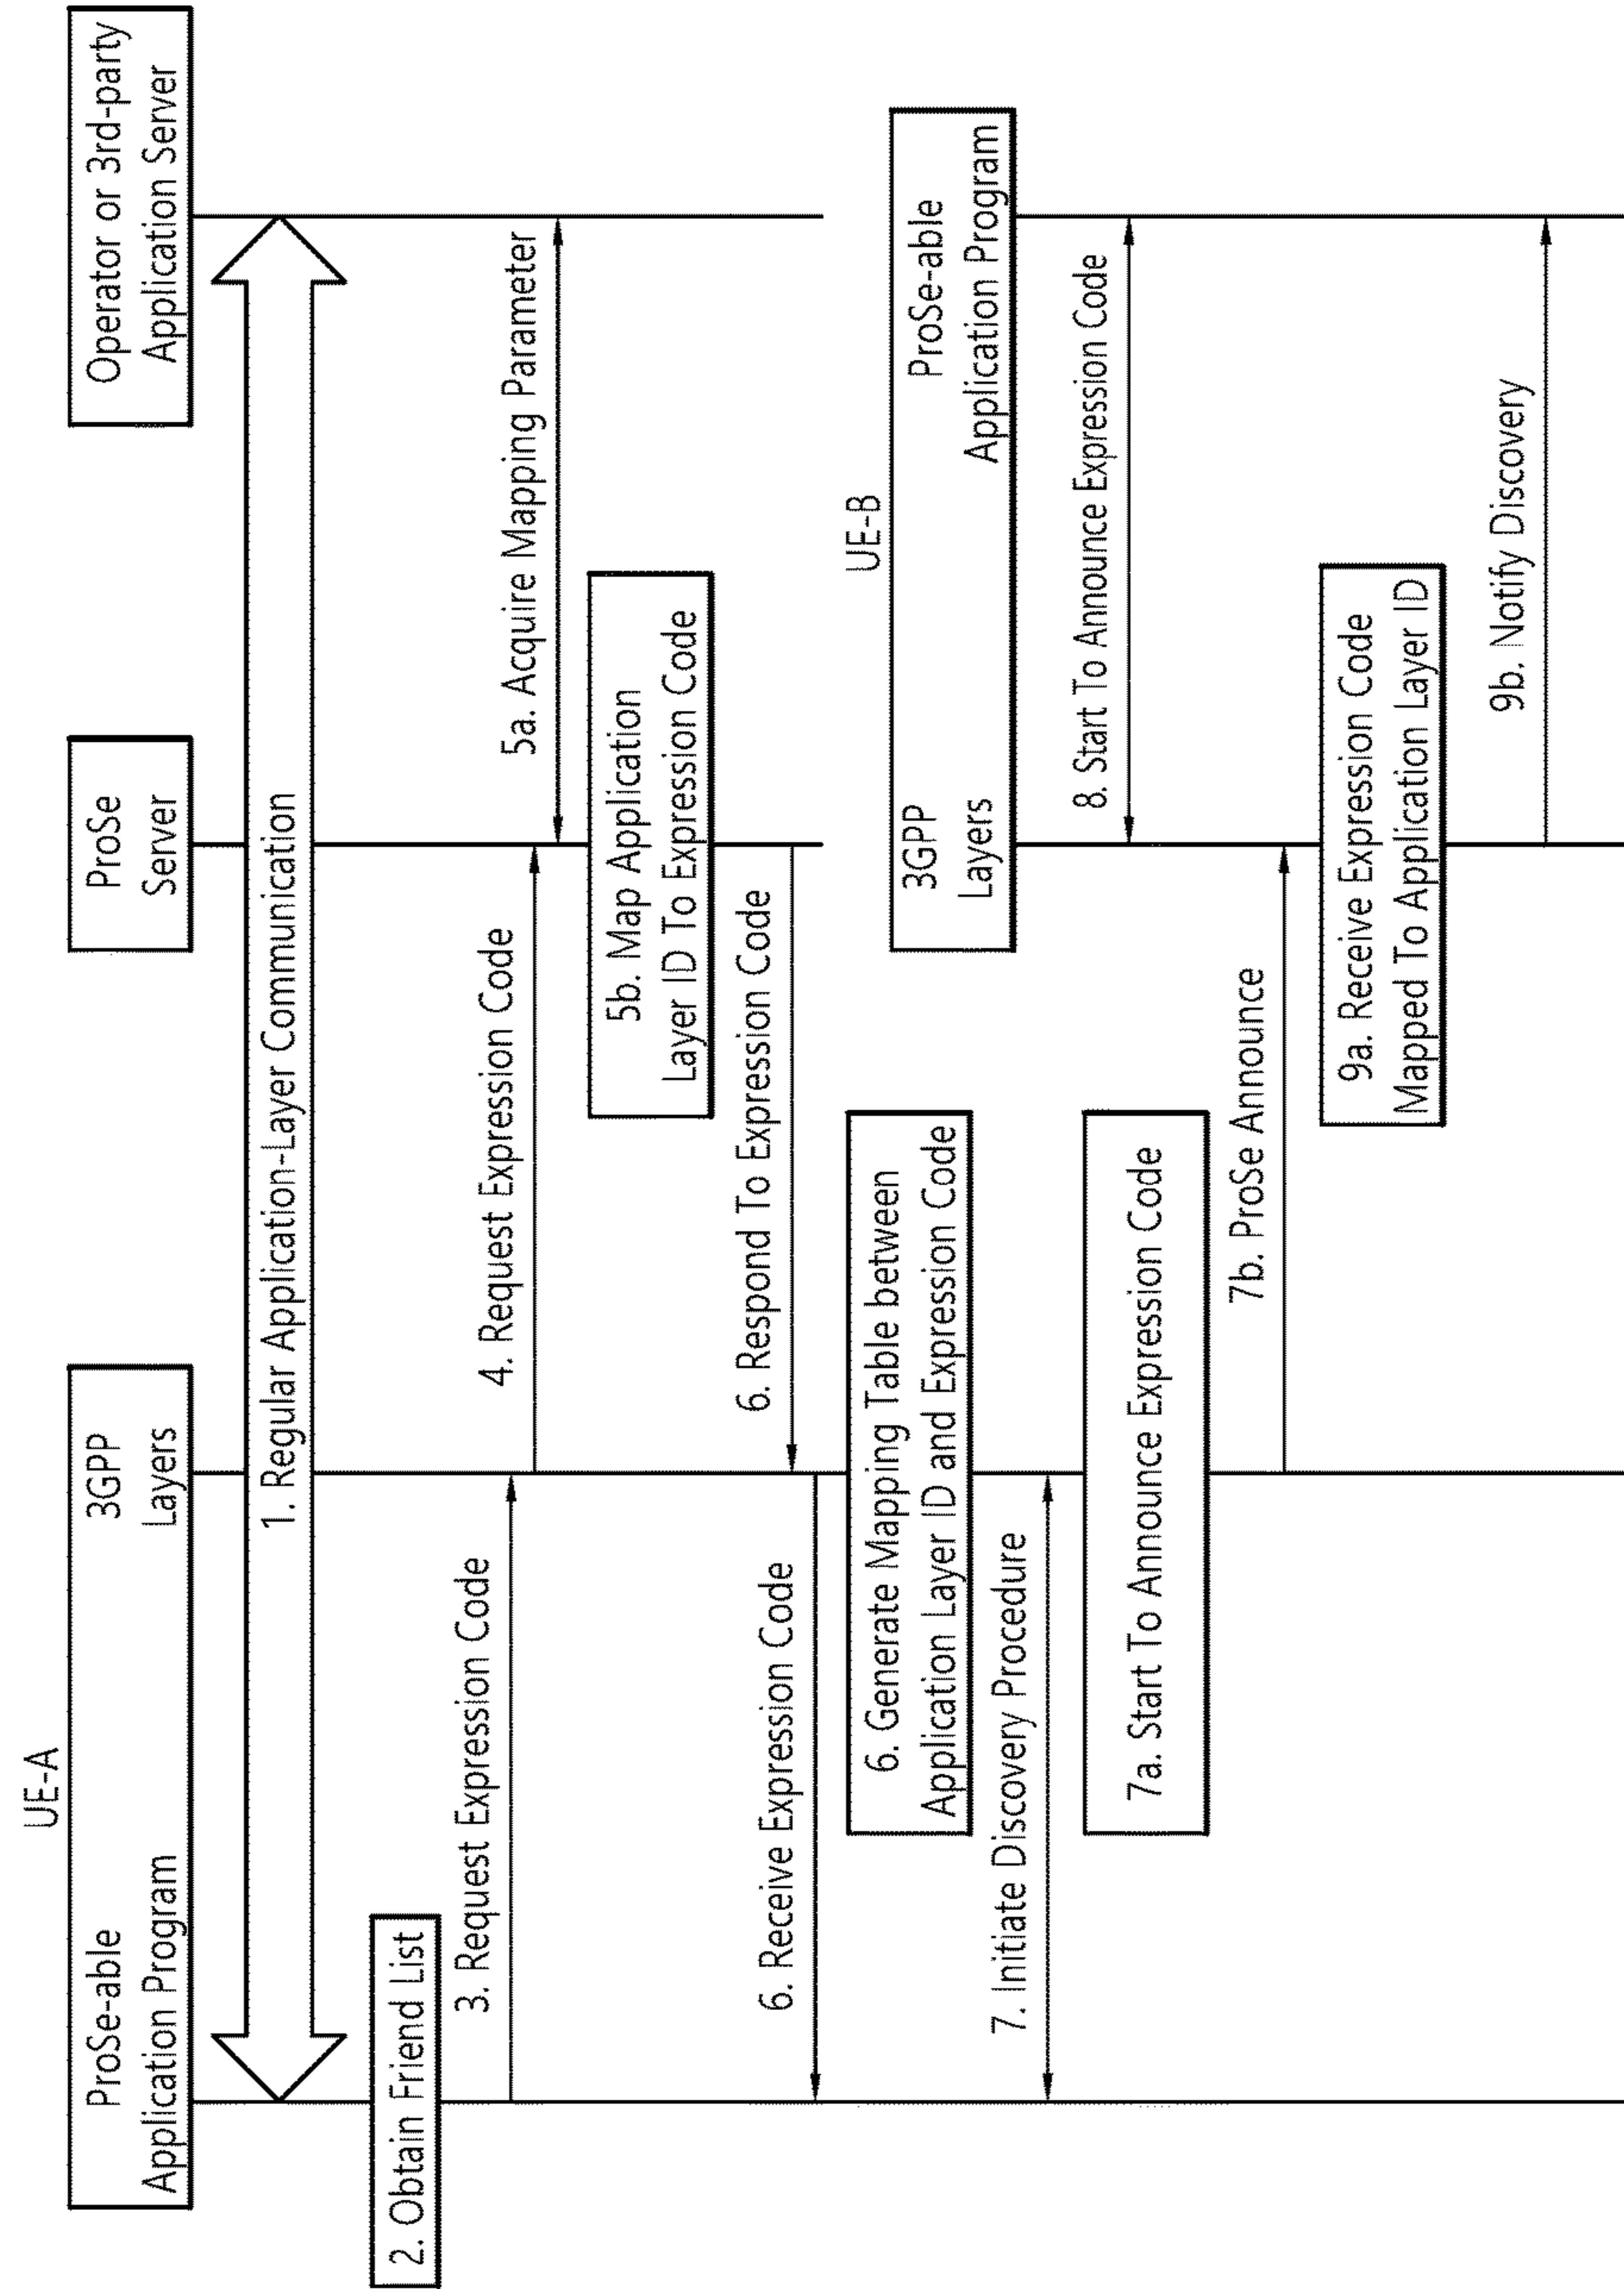 UE-A
ProSe-able
Application Program
3GPP
Layers
ProSe
Server
Operator or 3rd-party
Application Server
1. Regular Application-Layer Communication
2. Obtain Friend List
3. Request Expression Code
4. Request Expression Code
5a. Acquire Mapping Parameter
5b. Map Application
Layer ID To Expression Code
6. Respond To Expression Code
6. Receive Expression Code
6. Generate Mapping Table between
Application Layer ID and Expression Code
UE-B
3GPP
Layers
ProSe-able
Application Program
7. Initiate Discovery Procedure
7a. Start To Announce Expression Code
8. Start To Announce Expression Code
7b. ProSe Announce
9a. Receive Expression Code
Mapped To Application Layer ID
9b. Notify Discovery